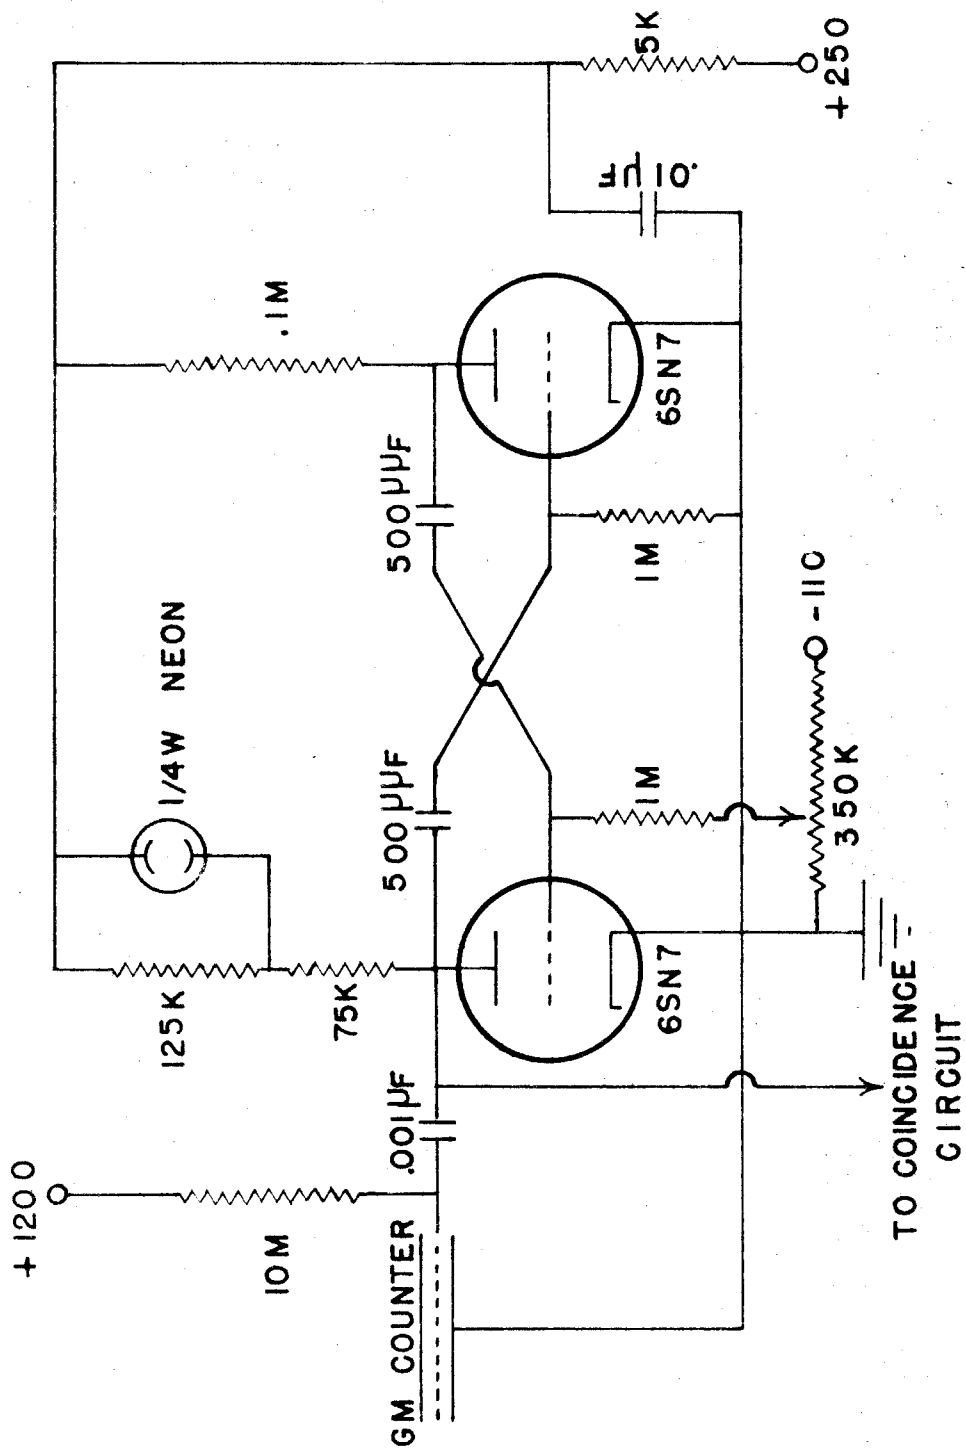 +1200
10M
GM COUNTER
.001µF
125K
75K
1/4W NEON
500µµF
500µµF
.1M
6SN7
6SN7
1M
1M
.01µF
5K
+250
350K
-110
TO COINCIDENCE
CIRCUIT